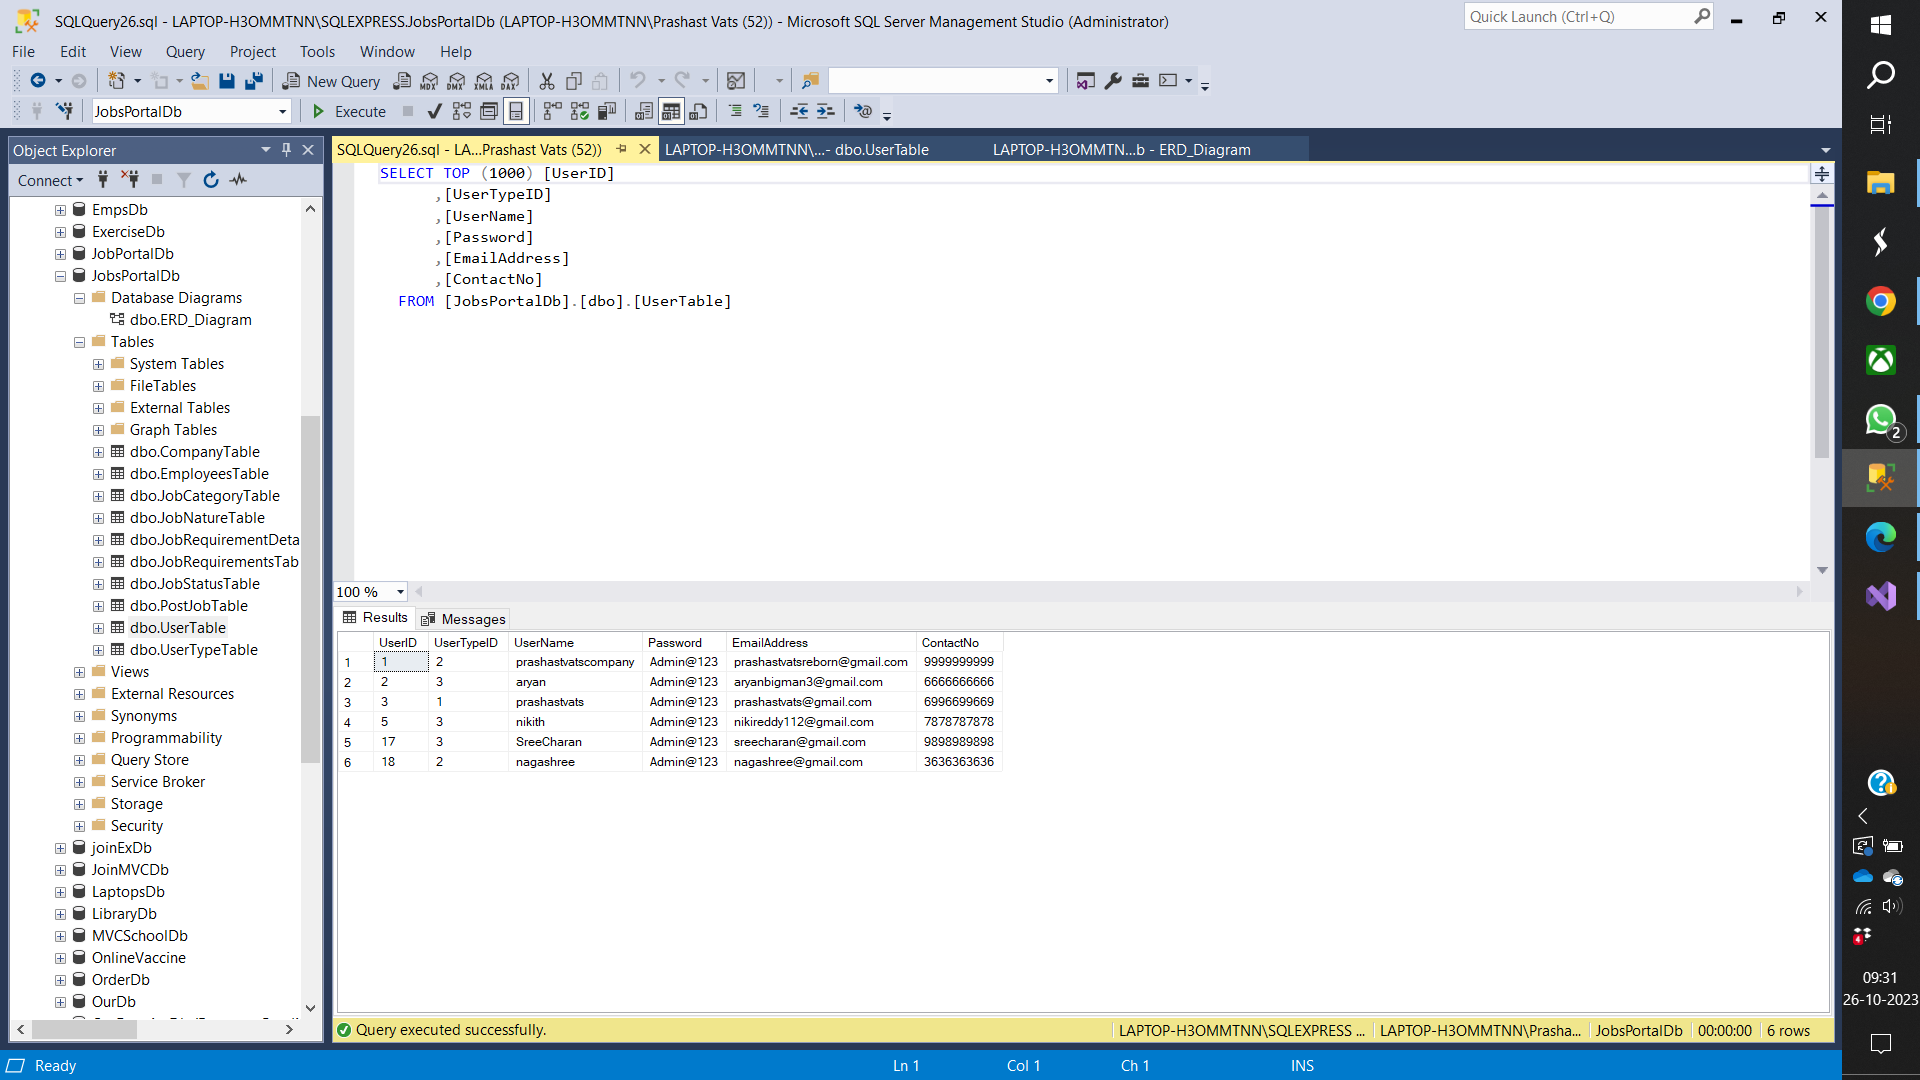 SQLQuery26.sql - LAPTOP-H3OMMTNN\SQLEXPRESS.JobsPortalDb (LAPTOP-H3OMMTNN\Prashast Vats (52)) - Microsoft SQL Server Management Studio (Administrator)
Quick Launch (Ctrl+Q)
File Edit View Query Project Tools Window Help
New Query MDX DMX XMLA DAX
JobsPortalDb Execute
Object Explorer
Connect
EmpsDb
ExerciseDb
JobPortalDb
JobsPortalDb
Database Diagrams
dbo.ERD_Diagram
Tables
System Tables
FileTables
External Tables
Graph Tables
dbo.CompanyTable
dbo.EmployeesTable
dbo.JobCategoryTable
dbo.JobNatureTable
dbo.JobRequirementDeta
dbo.JobRequirementsTab
dbo.JobStatusTable
dbo.PostJobTable
dbo.UserTable
dbo.UserTypeTable
Views
External Resources
Synonyms
Programmability
Query Store
Service Broker
Storage
Security
joinExDb
JoinMVCDb
LaptopsDb
LibraryDb
MVCSchoolDb
OnlineVaccine
OrderDb
OurDb
SQLQuery26.sql - LA...Prashast Vats (52)) LAPTOP-H3OMMTNN\...- dbo.UserTable LAPTOP-H3OMMTN...b - ERD_Diagram
SELECT TOP (1000) [UserID]
,[UserTypeID]
,[UserName]
,[Password]
,[EmailAddress]
,[ContactNo]
FROM [JobsPortalDb].[dbo].[UserTable]
100 %
Results Messages
UserID UserTypeID UserName Password EmailAddress ContactNo
1 1 2 prashastvatscompany Admin@123 prashastvatsreborn@gmail.com 9999999999
2 2 3 aryan Admin@123 aryanbigman3@gmail.com 6666666666
3 3 1 prashastvats Admin@123 prashastvats@gmail.com 6996699669
4 5 3 nikith Admin@123 nikireddy112@gmail.com 7878787878
5 17 3 SreeCharan Admin@123 sreecharan@gmail.com 9898989898
6 18 2 nagashree Admin@123 nagashree@gmail.com 3636363636
Query executed successfully. LAPTOP-H3OMMTNN\SQLEXPRESS ... LAPTOP-H3OMMTNN\Prasha... JobsPortalDb 00:00:00 6 rows
Ready Ln 1 Col 1 Ch 1 INS
2
4
09:31
26-10-2023